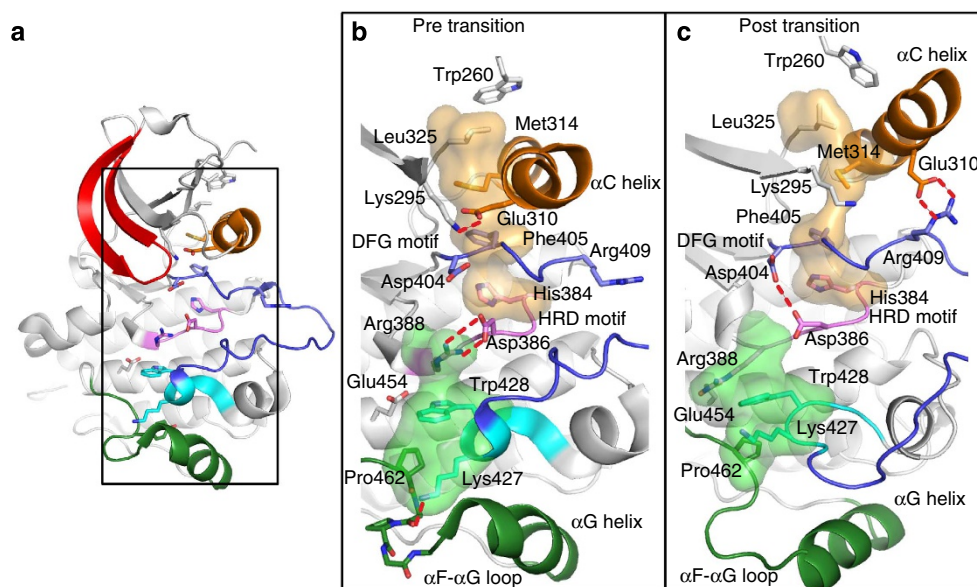 a
b
Pre transition
Trp260
Leu325
Met314
Lys295
αC helix
Glu310
Phe405
DFG motif
Arg409
Asp404
His384
HRD motif
Arg388
Asp386
Glu454
Trp428
Pro462
Lys427
αG helix
αF-αG loop
c
Post transition
Trp260
αC helix
Leu325
Met314
Glu310
Lys295
Phe405
DFG motif
Arg409
Asp404
His384
HRD motif
Asp386
Arg388
Trp428
Glu454
Lys427
Pro462
αG helix
αF-αG loop